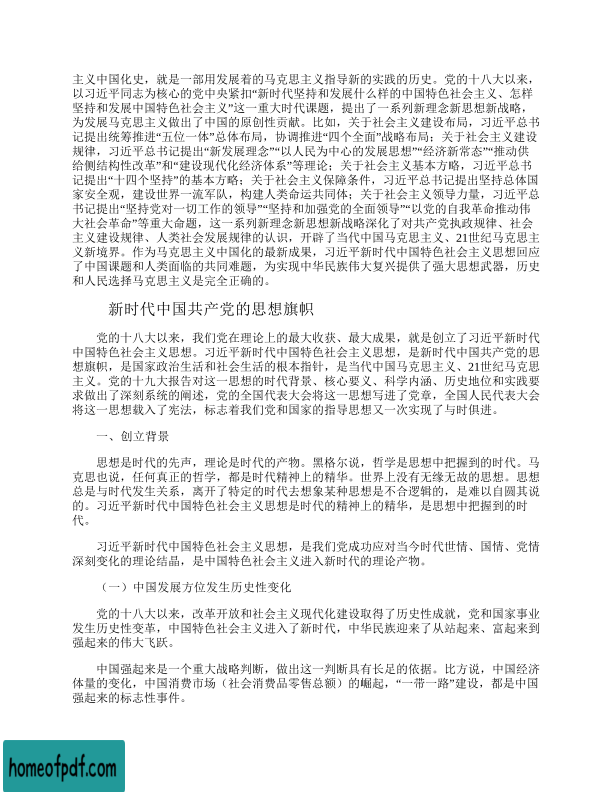 主义中国化史，就是一部用发展着的马克思主义指导新的实践的历史。党的十八大以来，
以习近平同志为核心的党中央紧扣“新时代坚持和发展什么样的中国特色社会主义、怎样
坚持和发展中国特色社会主义”这一重大时代课题，提出了一系列新理念新思想新战略，
为发展马克思主义做出了中国的原创性贡献。比如，关于社会主义建设布局，习近平总书
记提出统筹推进“五位一体”总体布局，协调推进“四个全面”战略布局；关于社会主义建设
规律，习近平总书记提出“新发展理念”“以人民为中心的发展思想”“经济新常态”“推动供
给侧结构性改革”和“建设现代化经济体系”等理论；关于社会主义基本方略，习近平总书
记提出“十四个坚持”的基本方略；关于社会主义保障条件，习近平总书记提出坚持总体国
家安全观，建设世界一流军队，构建人类命运共同体；关于社会主义领导力量，习近平总
书记提出“坚持党对一切工作的领导”“坚持和加强党的全面领导”“以党的自我革命推动伟
大社会革命”等重大命题，这一系列新理念新思想新战略深化了对共产党执政规律、社会
主义建设规律、人类社会发展规律的认识，开辟了当代中国马克思主义、21世纪马克思主
义新境界。作为马克思主义中国化的最新成果，习近平新时代中国特色社会主义思想回应
了中国课题和人类面临的共同难题，为实现中华民族伟大复兴提供了强大思想武器，历史
和人民选择马克思主义是完全正确的。
新时代中国共产党的思想旗帜
党的十八大以来，我们党在理论上的最大收获、最大成果，就是创立了习近平新时代
中国特色社会主义思想。习近平新时代中国特色社会主义思想，是新时代中国共产党的思
想旗帜，是国家政治生活和社会生活的根本指针，是当代中国马克思主义、21世纪马克思
主义。党的十九大报告对这一思想的时代背景、核心要义、科学内涵、历史地位和实践要
求做出了深刻系统的阐述，党的全国代表大会将这一思想写进了党章，全国人民代表大会
将这一思想载入了宪法，标志着我们党和国家的指导思想又一次实现了与时俱进。
一、创立背景
思想是时代的先声，理论是时代的产物。黑格尔说，哲学是思想中把握到的时代。马
克思也说，任何真正的哲学，都是时代精神上的精华。世界上没有无缘无故的思想。思想
总是与时代发生关系，离开了特定的时代去想象某种思想是不合逻辑的，是难以自圆其说
的。习近平新时代中国特色社会主义思想是时代的精神上的精华，是思想中把握到的时
代。
习近平新时代中国特色社会主义思想，是我们党成功应对当今时代世情、国情、党情
深刻变化的理论结晶，是中国特色社会主义进入新时代的理论产物。
（一）中国发展方位发生历史性变化
党的十八大以来，改革开放和社会主义现代化建设取得了历史性成就，党和国家事业
发生历史性变革，中国特色社会主义进入了新时代，中华民族迎来了从站起来、富起来到
强起来的伟大飞跃。
中国强起来是一个重大战略判断，做出这一判断具有长足的依据。比方说，中国经济
体量的变化，中国消费市场（社会消费品零售总额）的崛起，“一带一路”建设，都是中国
强起来的标志性事件。
homeofpdf.com